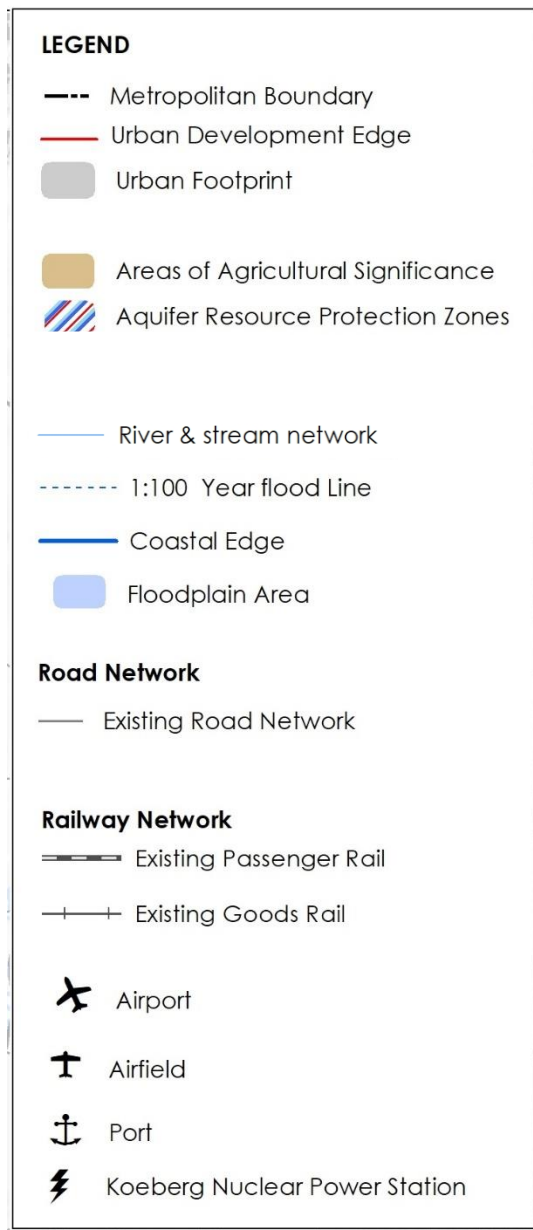 LEGEND
Metropolitan Boundary
Urban Development Edge
Urban Footprint
Areas of Agricultural Significance
Aquifer Resource Protection Zones
River & stream network
1:100 Year flood Line
Coastal Edge
Floodplain Area
Road Network
Existing Road Network
Railway Network
Existing Passenger Rail
Existing Goods Rail
Airport
Airfield
Port
Koeberg Nuclear Power Station